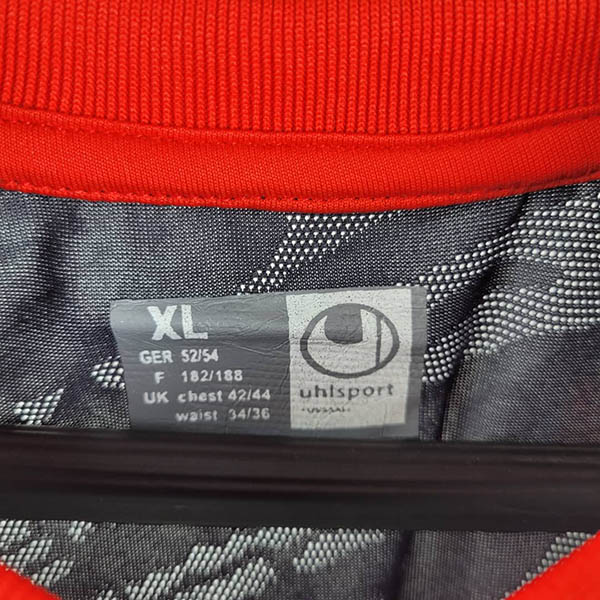 XL
GER 52/54
F 182/188
UK chest 42/44
waist 34/36
uhlsport